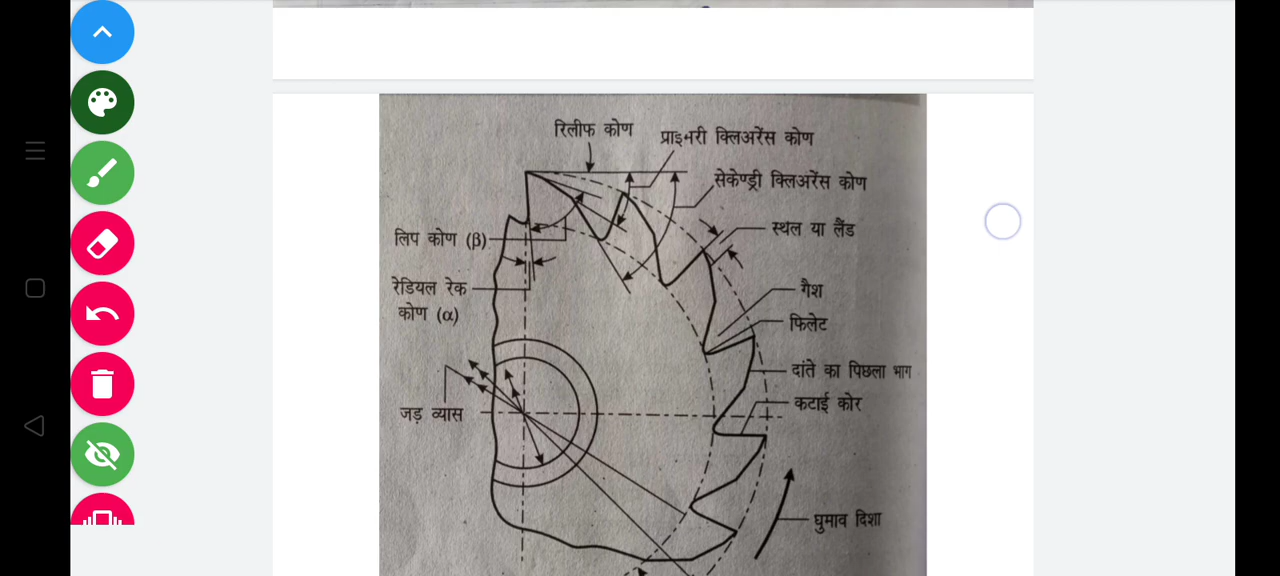 रिलीफ कोण
प्राइमरी क्लिअरेंस कोण
सेकेण्ड्री क्लिअरेंस कोण
स्थल या लैंड
लिप कोण (β)
रेडियल रेक
कोण (α)
गैश
फिलेट
दांते का पिछला भाग
कटाई कोर
जड़ व्यास
घुमाव दिशा